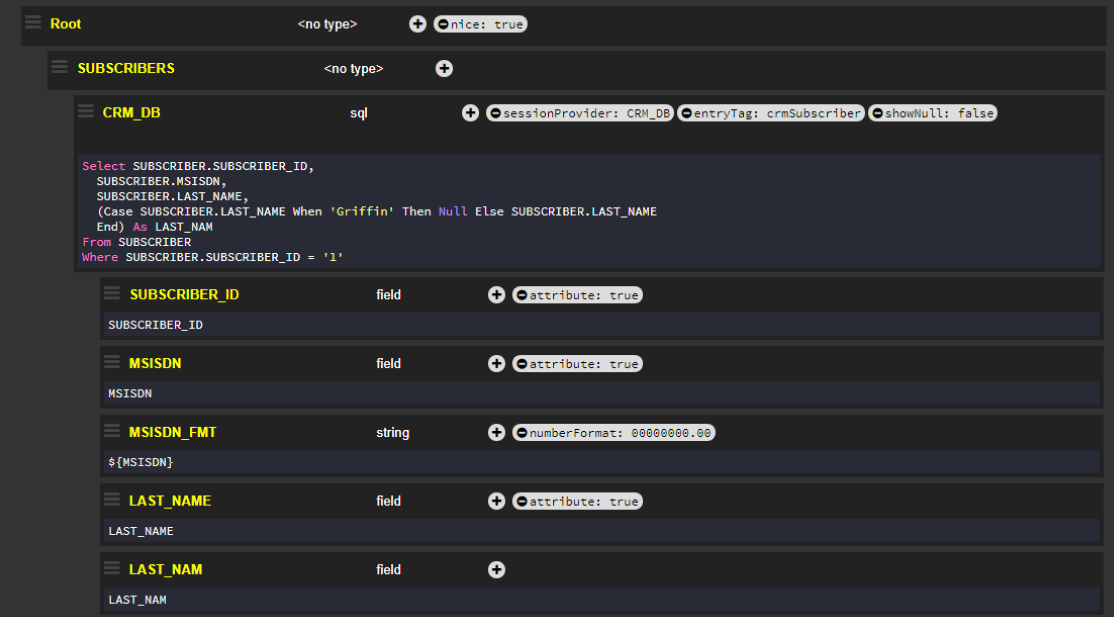 Root <no type> nice: true
SUBSCRIBERS <no type>
CRM_DB sql sessionProvider: CRM_DB entryTag: crmSubscriber showNull: false
Select SUBSCRIBER.SUBSCRIBER_ID,
SUBSCRIBER.MSISDN,
SUBSCRIBER.LAST_NAME,
(Case SUBSCRIBER.LAST_NAME When 'Griffin' Then Null Else SUBSCRIBER.LAST_NAME
End) As LAST_NAM
From SUBSCRIBER
Where SUBSCRIBER.SUBSCRIBER_ID = '1'
SUBSCRIBER_ID field attribute: true
SUBSCRIBER_ID
MSISDN field attribute: true
MSISDN
MSISDN_FMT string numberFormat: 00000000.00
${MSISDN}
LAST_NAME field attribute: true
LAST_NAME
LAST_NAM field
LAST_NAM